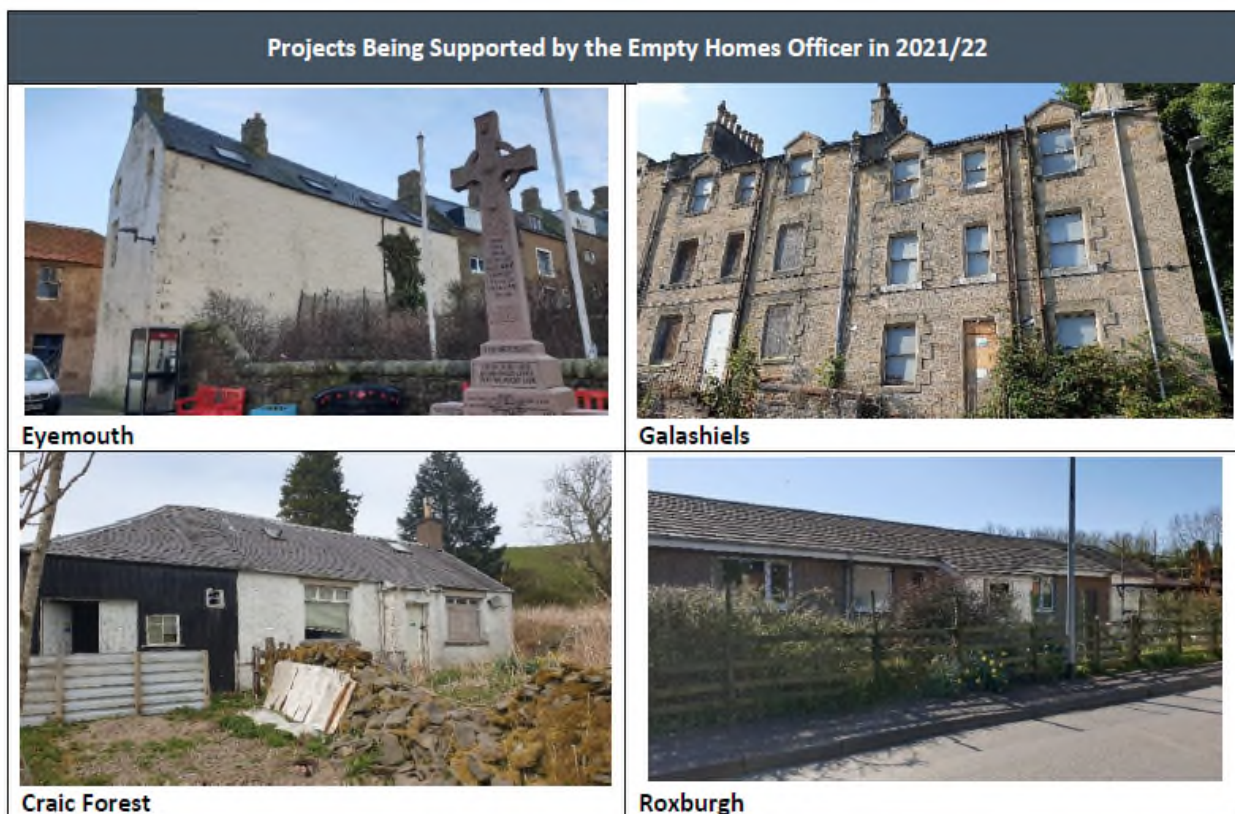 Projects Being Supported by the Empty Homes Officer in 2021/22
Eyemouth
Galashiels
Craic Forest
Roxburgh